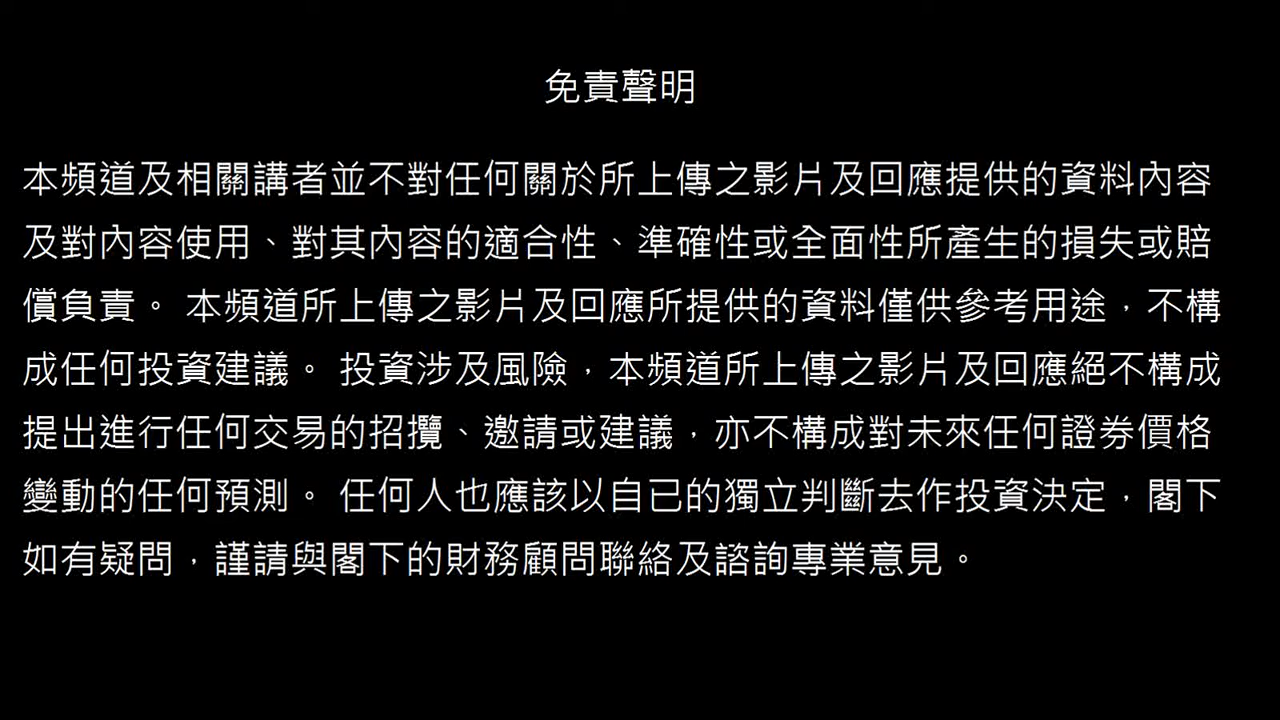 免責聲明
本頻道及相關講者並不對任何關於所上傳之影片及回應提供的資料內容
及對內容使用、對其內容的適合性、準確性或全面性所產生的損失或賠
償負責。 本頻道所上傳之影片及回應所提供的資料僅供參考用途，不構
成任何投資建議。 投資涉及風險，本頻道所上傳之影片及回應絕不構成
提出進行任何交易的招攬、邀請或建議，亦不構成對未來任何證券價格
變動的任何預測。 任何人也應該以自已的獨立判斷去作投資決定，閣下
如有疑問，謹請與閣下的財務顧問聯絡及諮詢專業意見。